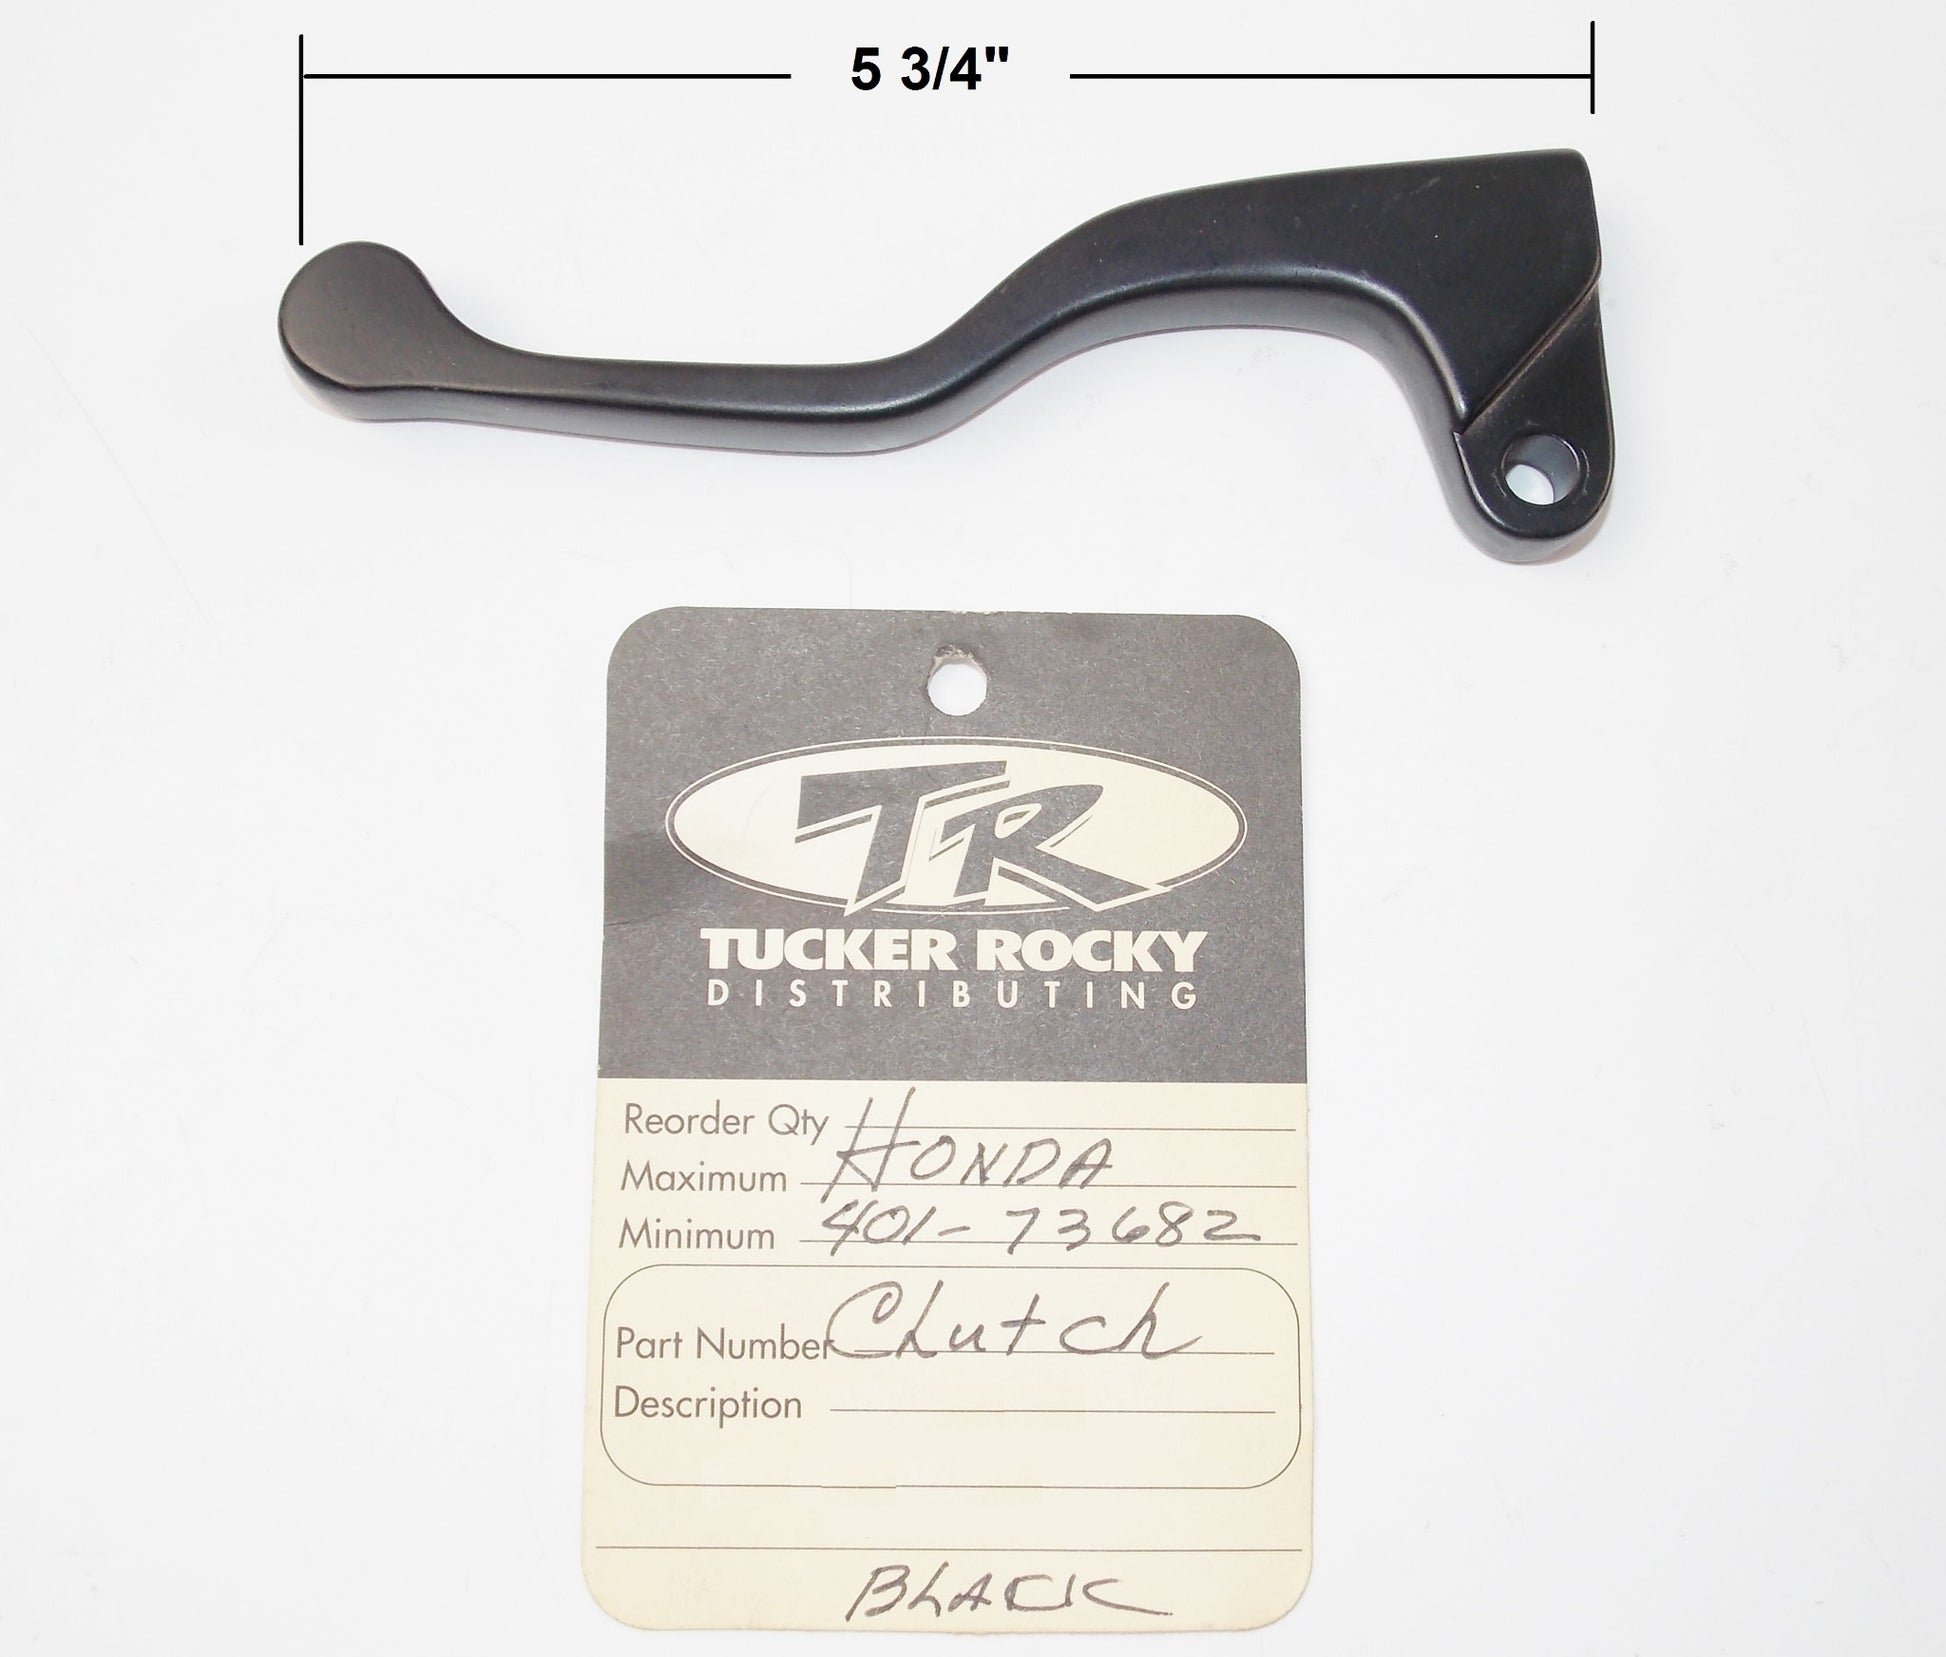 5 3/4"
TR
TUCKER ROCKY
DISTRIBUTING
Reorder Qty
Maximum HONDA
Minimum 401-73682
Part Number Clutch
Description
BLACK